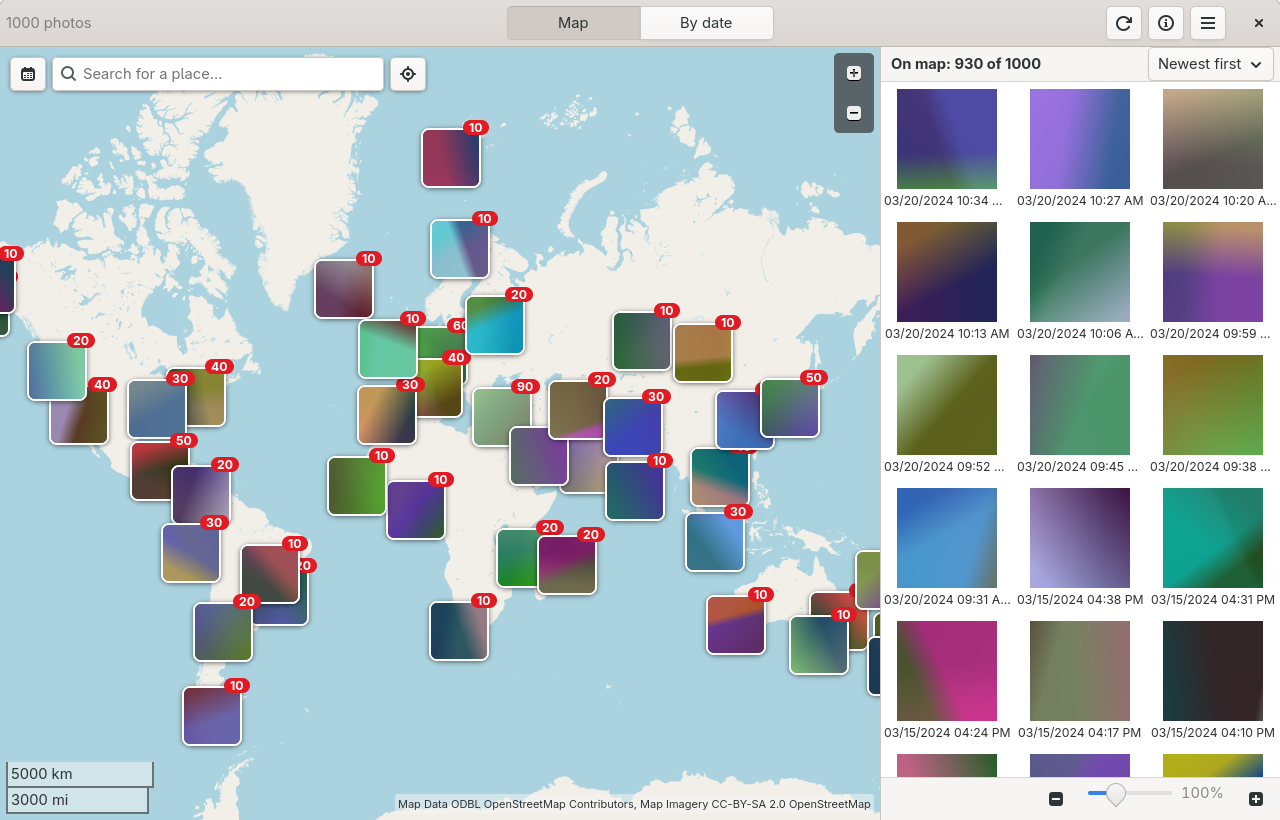 1000 photos
Map
By date
Search for a place...
On map: 930 of 1000
Newest first
10
10
10
10
20
10
10
10
60
20
40
40
30
40
30
90
20
30
50
50
20
10
10
10
30
10
20
20
30
10
20
20
10
10
10
10
03/20/2024 10:34 ...
03/20/2024 10:27 AM
03/20/2024 10:20 A...
03/20/2024 10:13 AM
03/20/2024 10:06 A...
03/20/2024 09:59 ...
03/20/2024 09:52 ...
03/20/2024 09:45 ...
03/20/2024 09:38 ...
03/20/2024 09:31 A...
03/15/2024 04:38 PM
03/15/2024 04:31 PM
03/15/2024 04:24 PM
03/15/2024 04:17 PM
03/15/2024 04:10 PM
5000 km
3000 mi
Map Data ODBL OpenStreetMap Contributors, Map Imagery CC-BY-SA 2.0 OpenStreetMap
100%